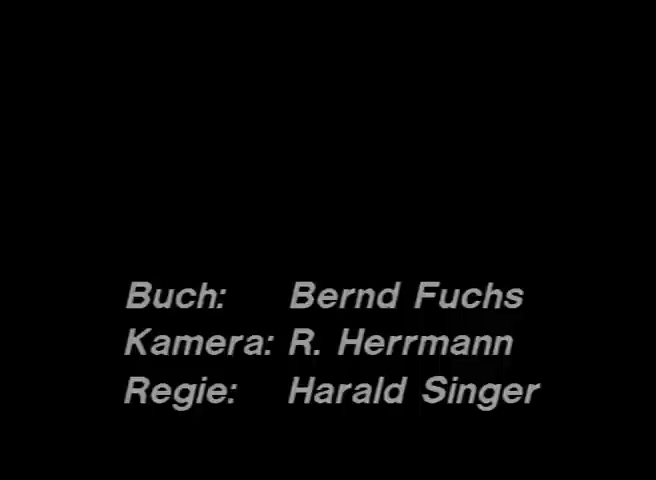 Buch: Bernd Fuchs
Kamera: R. Herrmann
Regie: Harald Singer